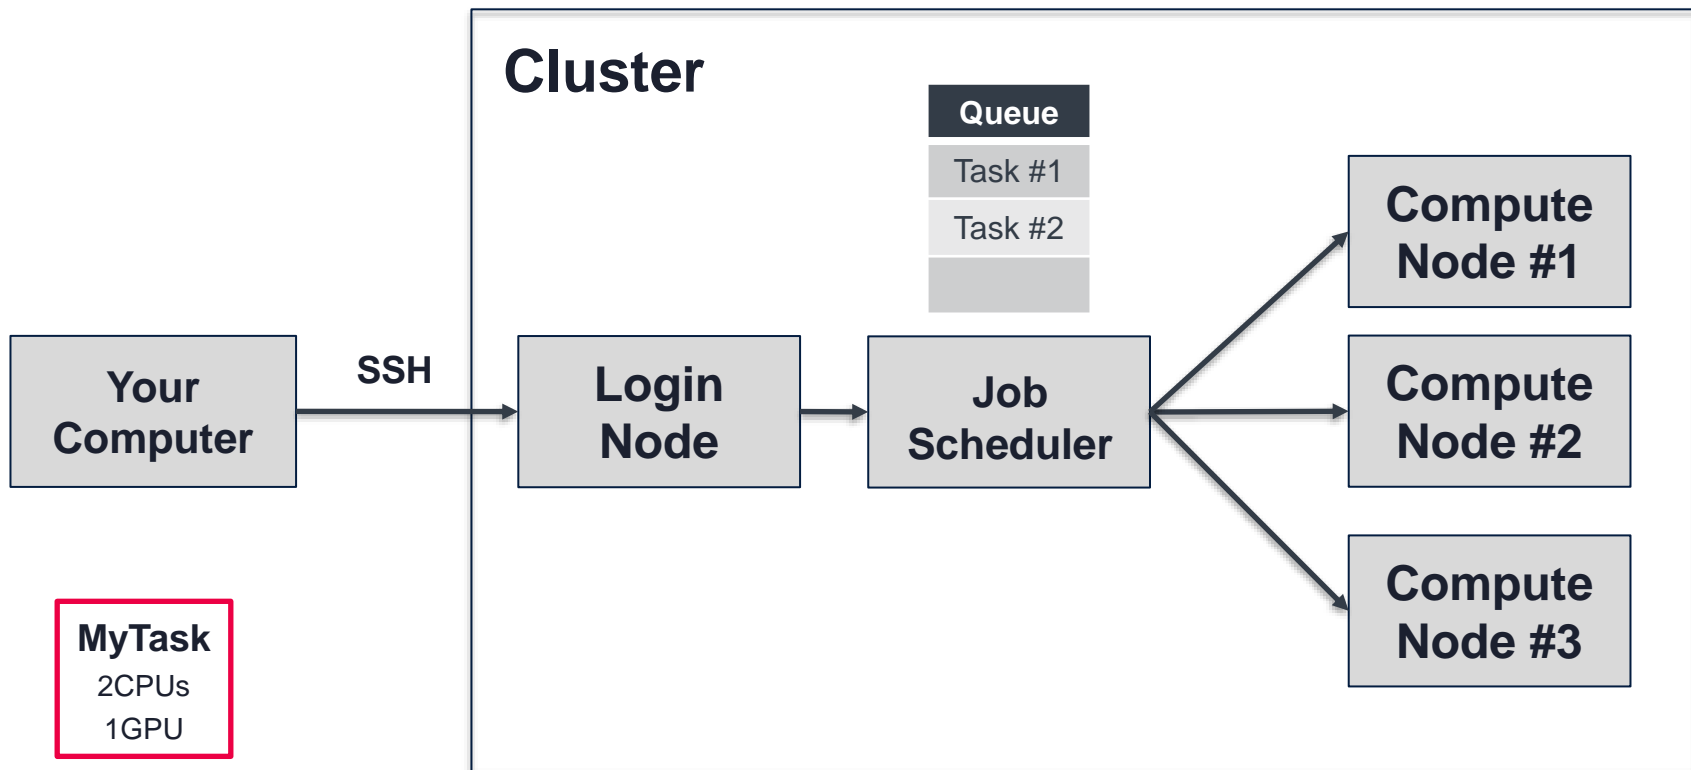 Cluster
Queue
Task #1
Task #2
Compute
Node #1
Your
Computer
SSH
Login
Node
Job
Scheduler
Compute
Node #2
MyTask
2CPUs
1GPU
Compute
Node #3